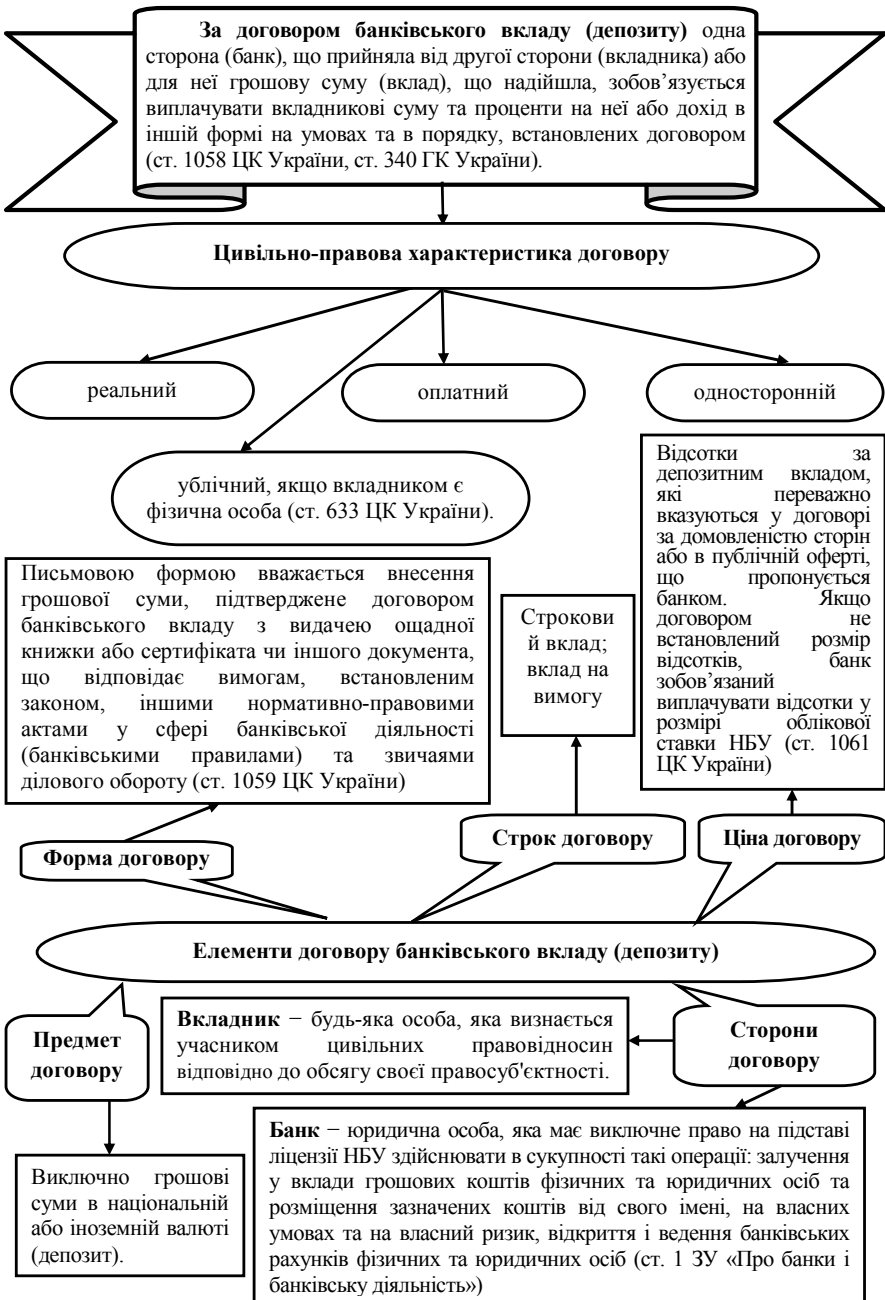 За договором банківського вкладу (депозиту) одна
сторона (банк), що прийняла від другої сторони (вкладника) або
для неї грошову суму (вклад), що надійшла, зобов’язується
виплачувати вкладникові суму та проценти на неї або дохід в
іншій формі на умовах та в порядку, встановлених договором
(ст. 1058 ЦК України, ст. 340 ГК України).
Цивільно-правова характеристика договору
реальний
оплатний
односторонній
ублічний, якщо вкладником є
фізична особа (ст. 633 ЦК України).
Письмовою формою вважається внесення
грошової суми, підтверджене договором
банківського вкладу з видачею ощадної
книжки або сертифіката чи іншого документа,
що відповідає вимогам, встановленим
законом, іншими нормативно-правовими
актами у сфері банківської діяльності
(банківськими правилами) та звичаями
ділового обороту (ст. 1059 ЦК України)
Строкови
й вклад;
вклад на
вимогу
Відсотки за
депозитним вкладом,
які переважно
вказуються у договорі
за домовленістю сторін
або в публічній оферті,
що пропонується
банком. Якщо
договором не
встановлений розмір
відсотків, банк
зобов’язаний
виплачувати відсотки у
розмірі облікової
ставки НБУ (ст. 1061
ЦК України)
Форма договору
Строк договору
Ціна договору
Елементи договору банківського вкладу (депозиту)
Предмет
договору
Вкладник − будь-яка особа, яка визнається
учасником цивільних правовідносин
відповідно до обсягу своєї правосуб'єктності.
Сторони
договору
Виключно грошові
суми в національній
або іноземній валюті
(депозит).
Банк − юридична особа, яка має виключне право на підставі
ліцензії НБУ здійснювати в сукупності такі операції: залучення
у вклади грошових коштів фізичних та юридичних осіб та
розміщення зазначених коштів від свого імені, на власних
умовах та на власний ризик, відкриття і ведення банківських
рахунків фізичних та юридичних осіб (ст. 1 ЗУ «Про банки і
банківську діяльність»)